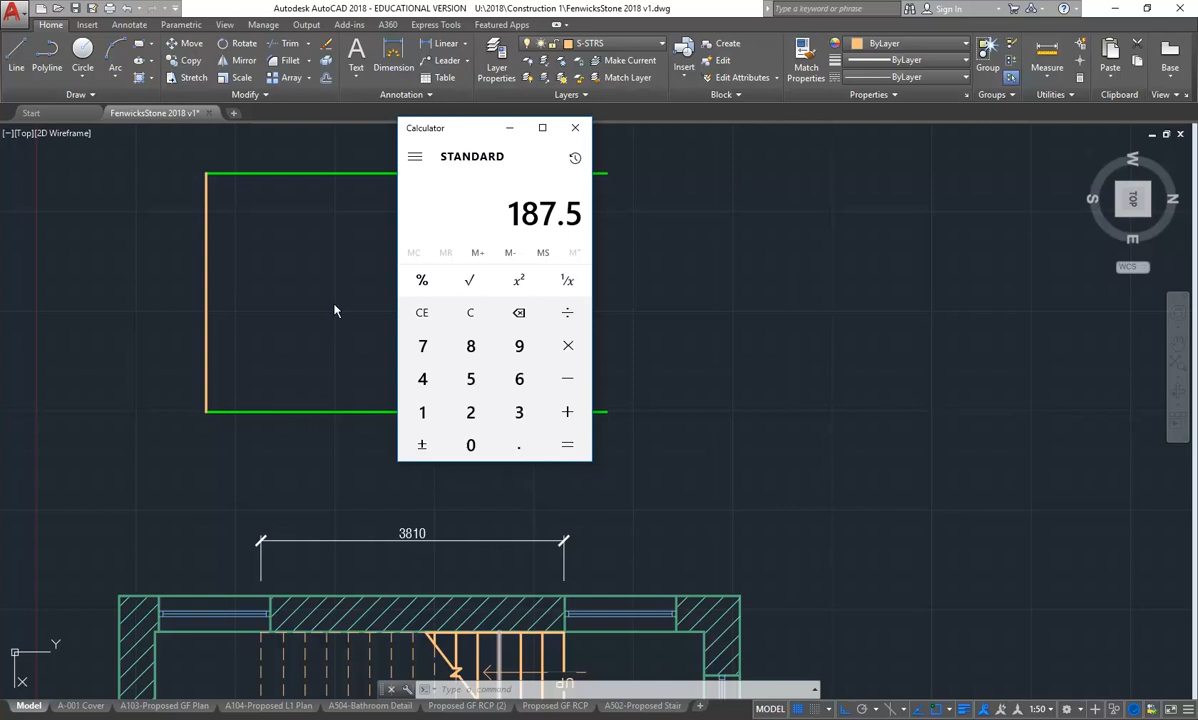 Autodesk AutoCAD 2018 - EDUCATIONAL VERSION U:\2018\Construction 1\FenwicksStone 2018 v1.dwg
Type a keyword or phrase
Sign In
Home Insert Annotate Parametric View Manage Output Add-ins A360 Express Tools Featured Apps
Line Polyline Circle Arc
Move Rotate Trim
Copy Mirror Fillet
Stretch Scale Array
Text Dimension
Linear
Leader
Table
Layer Properties
S-STRS
Make Current
Match Layer
Insert
Create
Edit
Edit Attributes
Match Properties
ByLayer
ByLayer
ByLayer
Group
Measure
Paste
Base
Draw Modify Annotation Layers Block Properties Groups Utilities Clipboard View
Start FenwicksStone 2018 v1*
[−][Top][2D Wireframe]
Calculator
STANDARD
187.5
MC MR M+ M- MS M˅
% √ x² ¹/x
CE C ÷
7 8 9 ×
4 5 6 −
1 2 3 +
± 0 . =
W
S TOP N
E
WCS
3810
UP
Y
X
Type a command
Model A-001 Cover A103-Proposed GF Plan A104-Proposed L1 Plan A504-Bathroom Detail Proposed GF RCP (2) Proposed GF RCP A502-Proposed Stair
MODEL 1:50